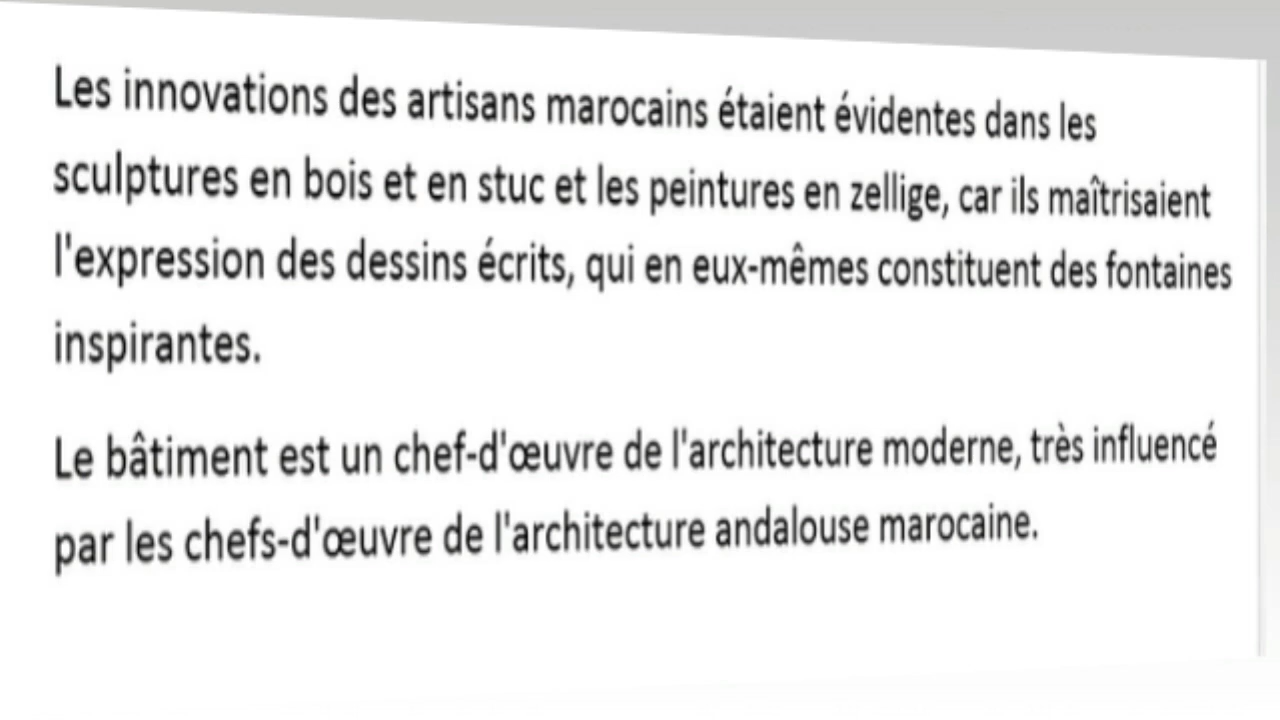 Les innovations des artisans marocains étaient évidentes dans les
sculptures en bois et en stuc et les peintures en zellige, car ils maîtrisaient
l'expression des dessins écrits, qui en eux-mêmes constituent des fontaines
inspirantes.
Le bâtiment est un chef-d'œuvre de l'architecture moderne, très influencé
par les chefs-d'œuvre de l'architecture andalouse marocaine.